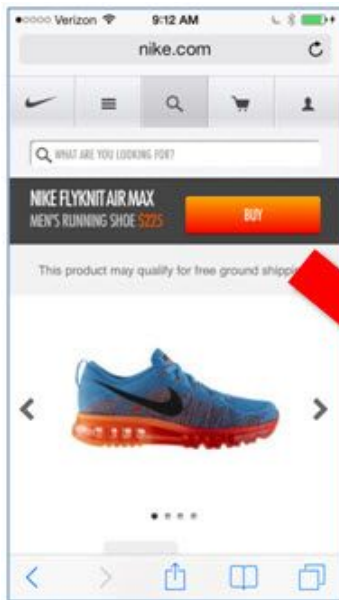 Verizon 9:12 AM
nike.com
WHAT ARE YOU LOOKING FOR?
NIKE FLYKNIT AIR MAX
MEN'S RUNNING SHOE $225
BUY
This product may qualify for free ground